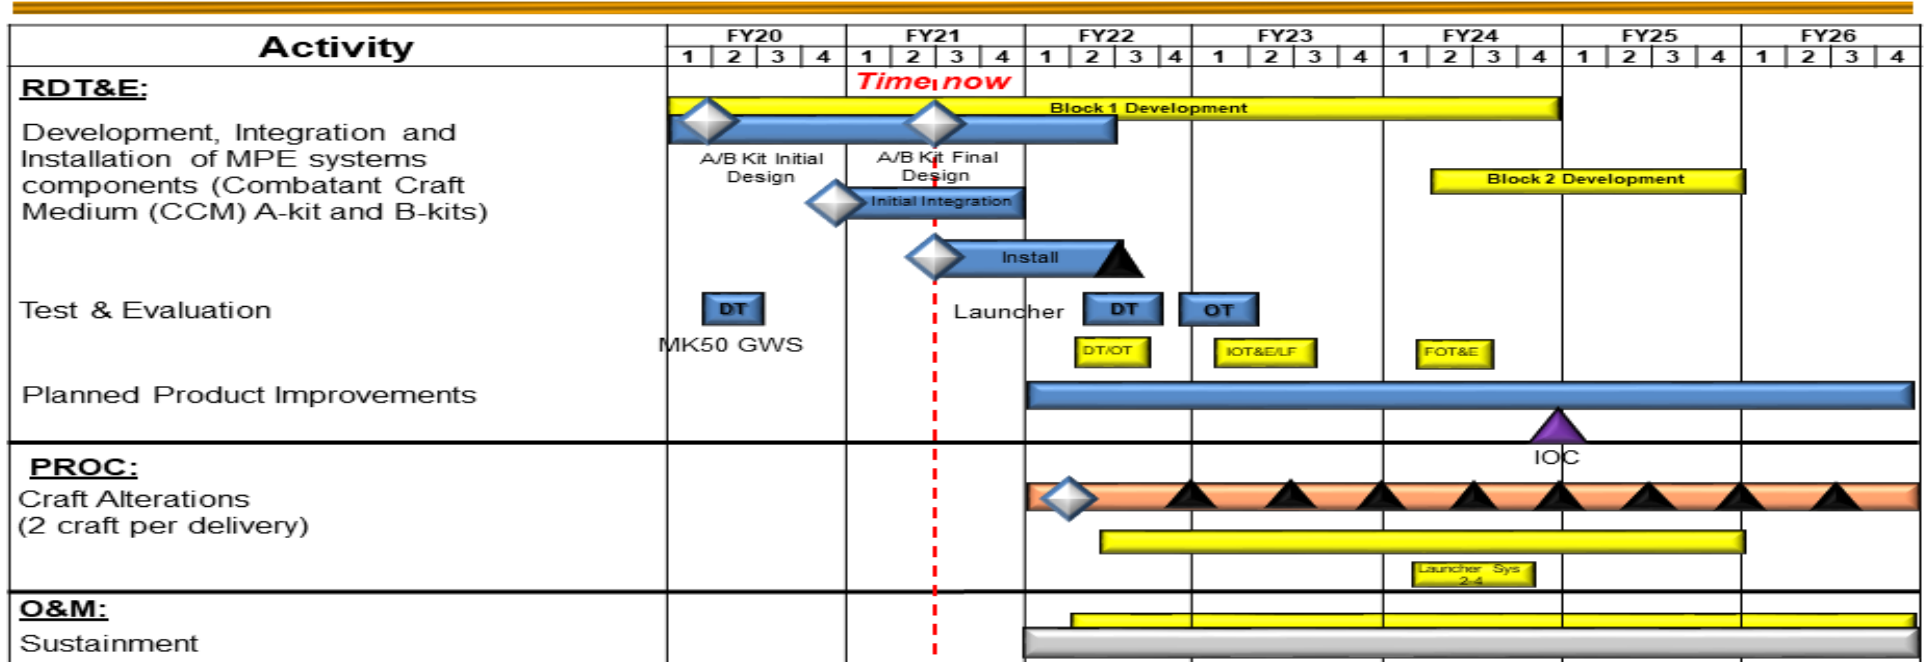 Activity
FY20 FY21 FY22 FY23 FY24 FY25 FY26
1 2 3 4 1 2 3 4 1 2 3 4 1 2 3 4 1 2 3 4 1 2 3 4 1 2 3 4
RDT&E:
Time now
Block 1 Development
Development, Integration and
Installation of MPE systems
components (Combatant Craft
Medium (CCM) A-kit and B-kits)
A/B Kit Initial
Design
A/B Kit Final
Design
Block 2 Development
Initial Integration
Install
Test & Evaluation
DT
Launcher
DT
OT
MK50 GWS
DT/OT
IOT&E/LF
FOT&E
Planned Product Improvements
IOC
PROC:
Craft Alterations
(2 craft per delivery)
Launcher Sys
2-4
O&M:
Sustainment